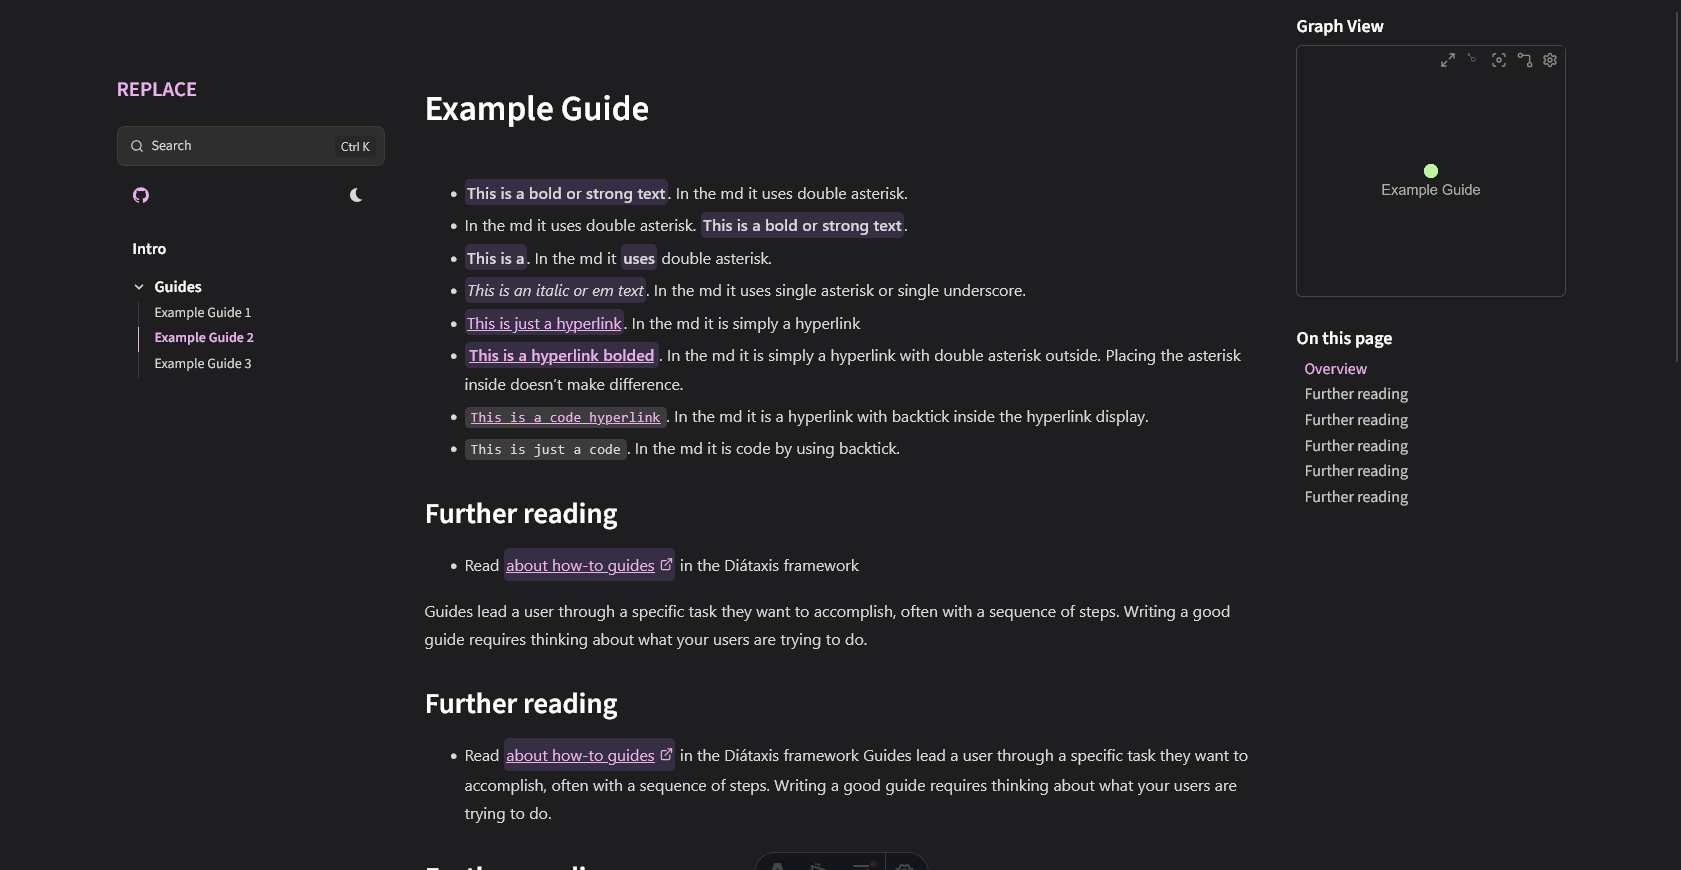 REPLACE
Search
Ctrl K
Intro
Guides
Example Guide 1
Example Guide 2
Example Guide 3
Example Guide
This is a bold or strong text. In the md it uses double asterisk.
In the md it uses double asterisk. This is a bold or strong text.
This is a. In the md it uses double asterisk.
This is an italic or em text. In the md it uses single asterisk or single underscore.
This is just a hyperlink. In the md it is simply a hyperlink
This is a hyperlink bolded. In the md it is simply a hyperlink with double asterisk outside. Placing the asterisk
inside doesn’t make difference.
This is a code hyperlink. In the md it is a hyperlink with backtick inside the hyperlink display.
This is just a code. In the md it is code by using backtick.
Further reading
Read about how-to guides in the Diátaxis framework
Guides lead a user through a specific task they want to accomplish, often with a sequence of steps. Writing a good
guide requires thinking about what your users are trying to do.
Further reading
Read about how-to guides in the Diátaxis framework Guides lead a user through a specific task they want to
accomplish, often with a sequence of steps. Writing a good guide requires thinking about what your users are
trying to do.
Graph View
Example Guide
On this page
Overview
Further reading
Further reading
Further reading
Further reading
Further reading